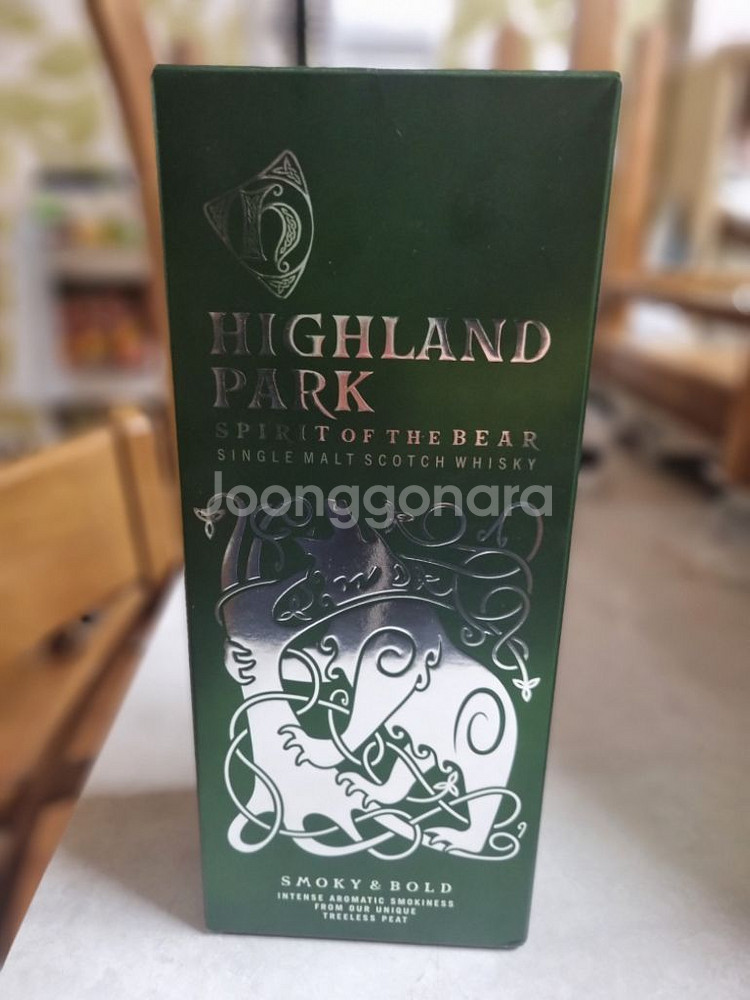 H
HIGHLAND
PARK
SPIRIT OF THE BEAR
SINGLE MALT SCOTCH WHISKY
Joonggonara
SMOKY & BOLD
INTENSE AROMATIC SMOKINESS
FROM OUR UNIQUE
TREELESS PEAT